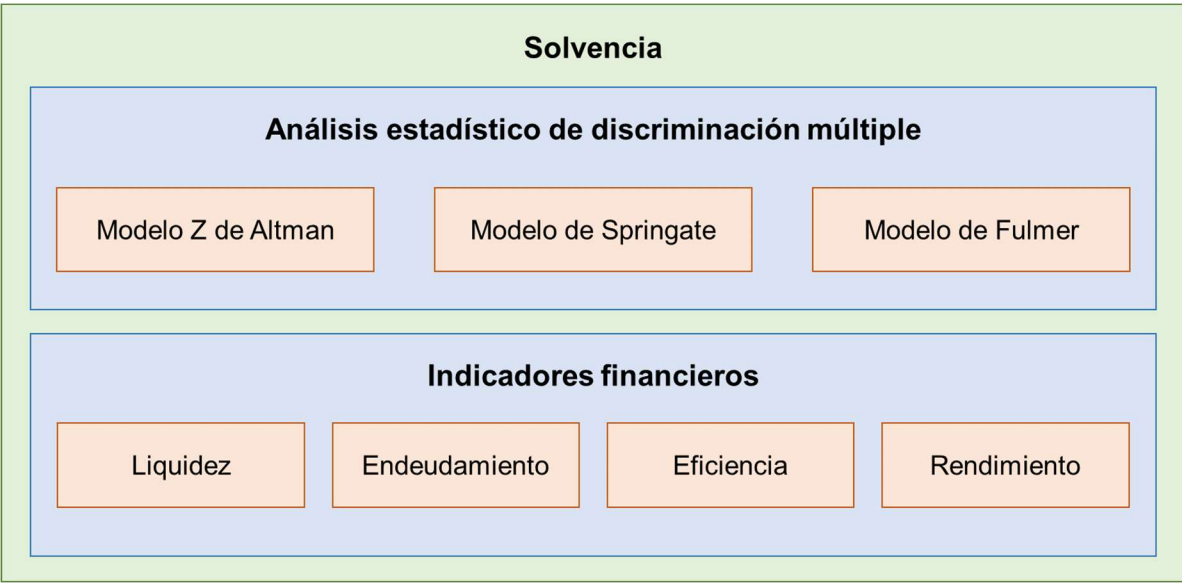 Solvencia
Análisis estadístico de discriminación múltiple
Modelo Z de Altman
Modelo de Springate
Modelo de Fulmer
Indicadores financieros
Liquidez
Endeudamiento
Eficiencia
Rendimiento